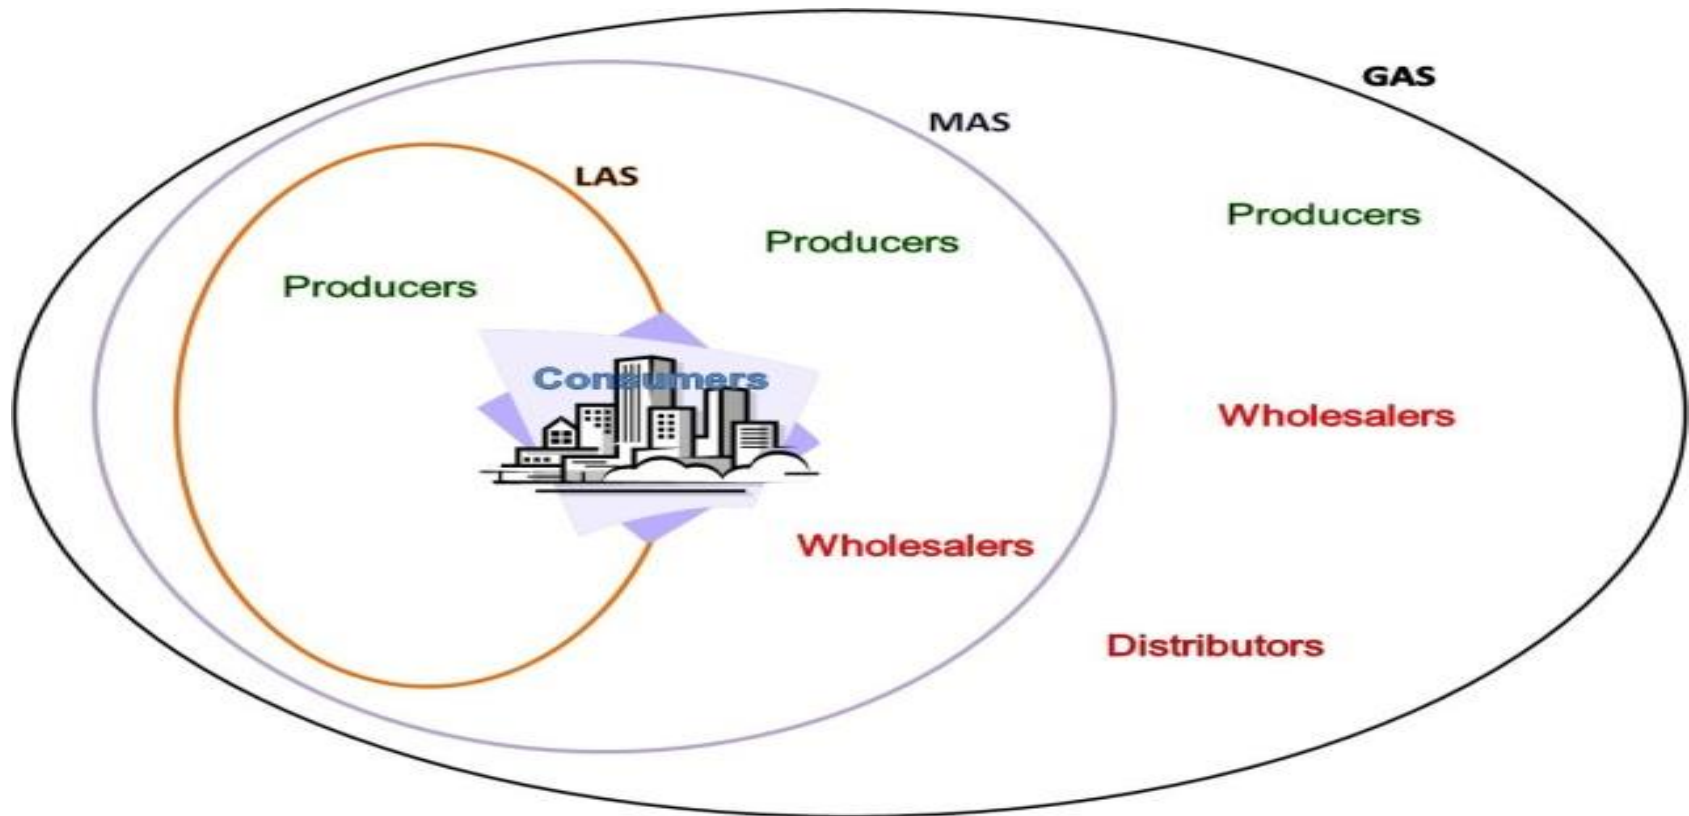 GAS
MAS
LAS
Producers
Producers
Producers
Consumers
Wholesalers
Wholesalers
Distributors